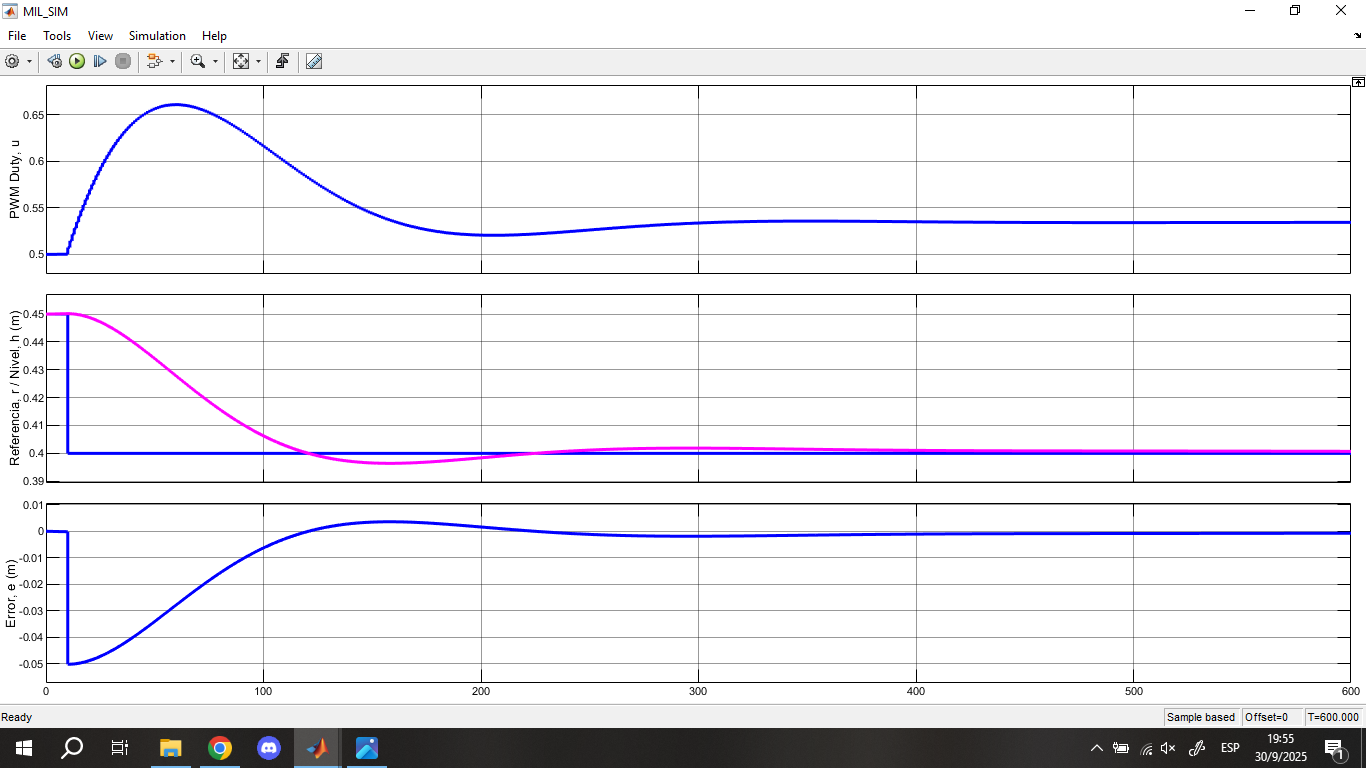 MIL_SIM
File Tools View Simulation Help
PWM Duty, u
0.65
0.6
0.55
0.5
Referencia, r / Nivel, h (m)
0.45
0.44
0.43
0.42
0.41
0.4
0.39
Error, e (m)
0.01
0
-0.01
-0.02
-0.03
-0.04
-0.05
0 100 200 300 400 500 600
Ready Sample based Offset=0 T=600.000
ESP
19:55
30/9/2025
1